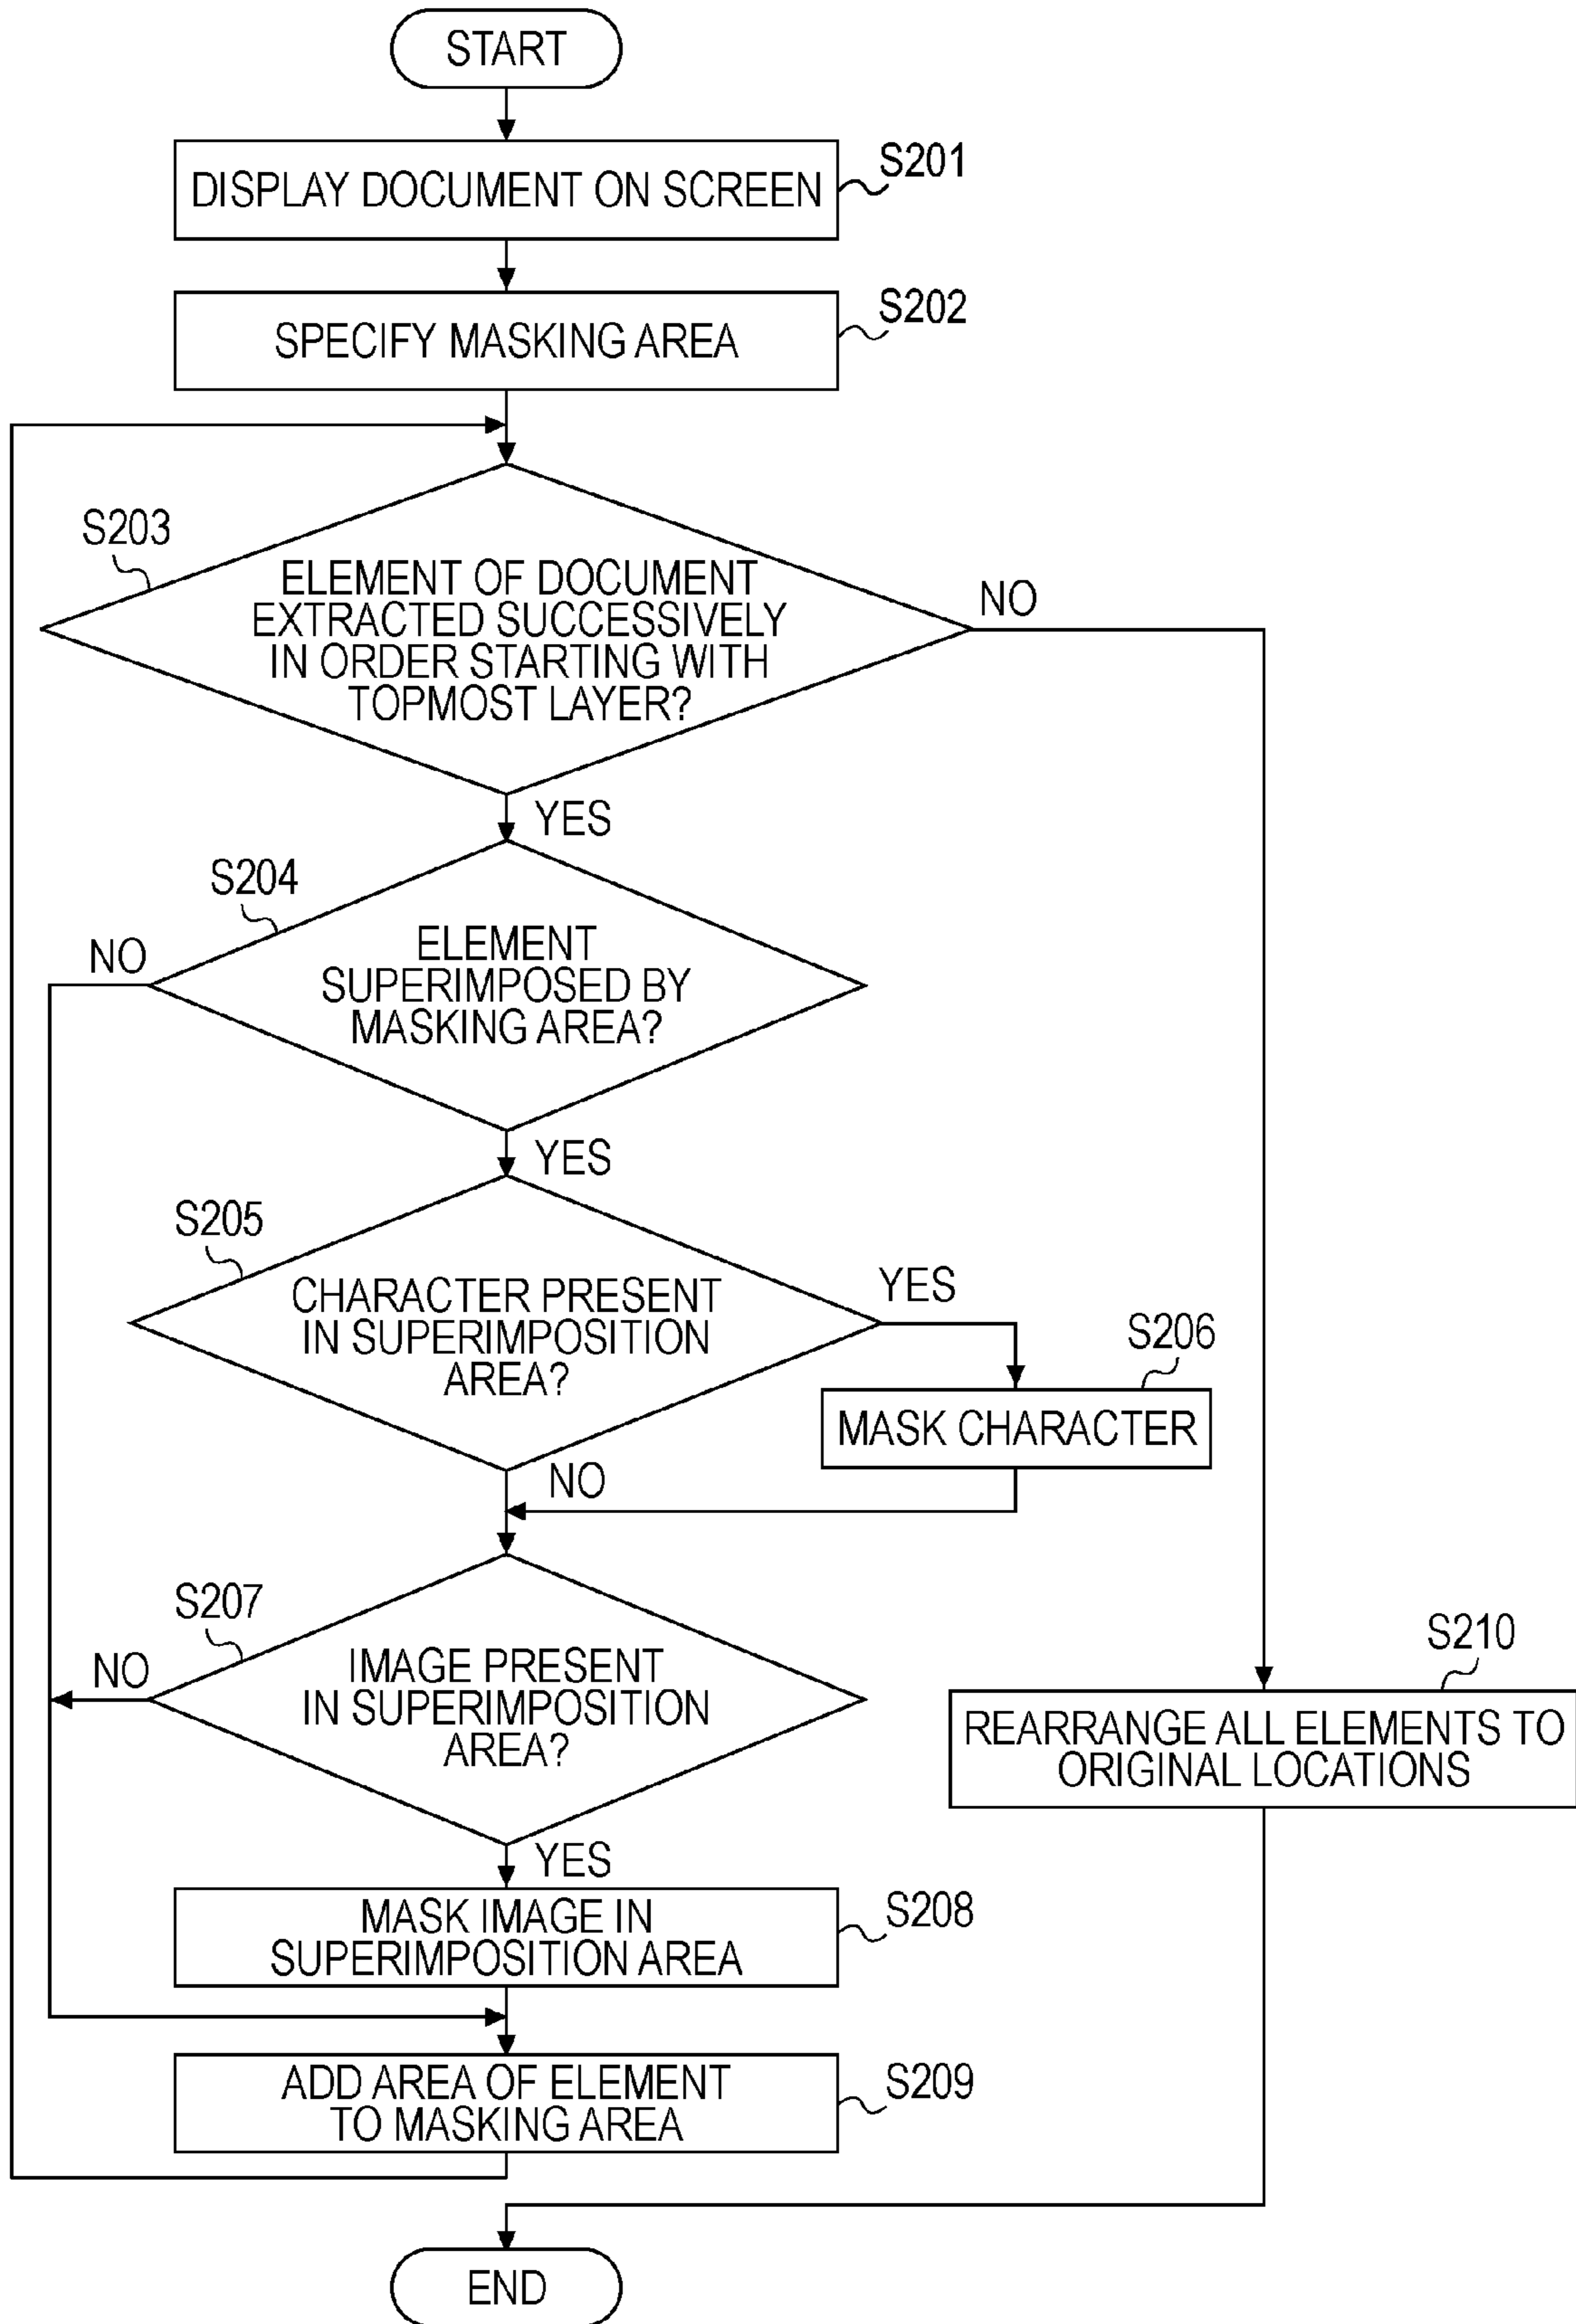 START
DISPLAY DOCUMENT ON SCREEN
S201
SPECIFY MASKING AREA
S202
S203
ELEMENT OF DOCUMENT
EXTRACTED SUCCESSIVELY
IN ORDER STARTING WITH
TOPMOST LAYER?
NO
YES
S204
NO
ELEMENT
SUPERIMPOSED BY
MASKING AREA?
YES
S205
CHARACTER PRESENT
IN SUPERIMPOSITION
AREA?
YES
S206
MASK CHARACTER
NO
S207
NO
IMAGE PRESENT
IN SUPERIMPOSITION
AREA?
S210
REARRANGE ALL ELEMENTS TO
ORIGINAL LOCATIONS
YES
MASK IMAGE IN
SUPERIMPOSITION AREA
S208
ADD AREA OF ELEMENT
TO MASKING AREA
S209
END